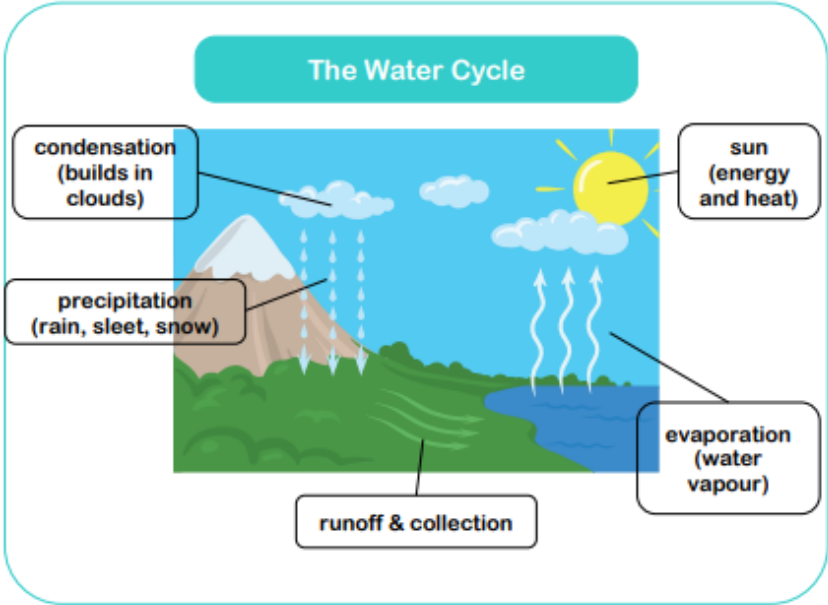 The Water Cycle
condensation
(builds in
clouds)
sun
(energy
and heat)
precipitation
(rain, sleet, snow)
evaporation
(water
vapour)
runoff & collection